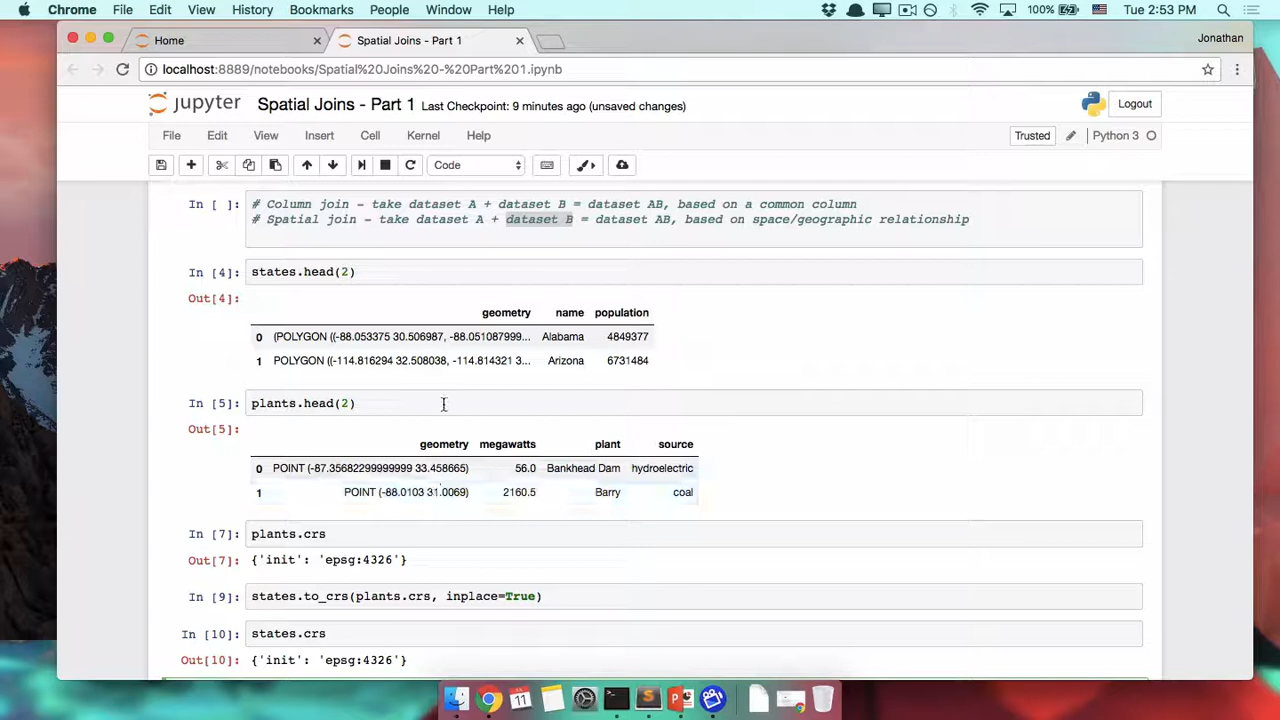 Chrome File Edit View History Bookmarks People Window Help 100% Tue 2:53 PM
Home Spatial Joins - Part 1 Jonathan
localhost:8889/notebooks/Spatial%20Joins%20-%20Part%201.ipynb
jupyter Spatial Joins - Part 1 Last Checkpoint: 9 minutes ago (unsaved changes) Logout
File Edit View Insert Cell Kernel Help Trusted Python 3
Code
In [ ]: # Column join - take dataset A + dataset B = dataset AB, based on a common column
# Spatial join - take dataset A + dataset B = dataset AB, based on space/geographic relationship
In [4]: states.head(2)
Out[4]:
geometry name population
0 (POLYGON ((-88.053375 30.506987, -88.051087999... Alabama 4849377
1 POLYGON ((-114.816294 32.508038, -114.814321 3... Arizona 6731484
In [5]: plants.head(2)
Out[5]:
geometry megawatts plant source
0 POINT (-87.35682299999999 33.458665) 56.0 Bankhead Dam hydroelectric
1 POINT (-88.0103 31.0069) 2160.5 Barry coal
In [7]: plants.crs
Out[7]: {'init': 'epsg:4326'}
In [9]: states.to_crs(plants.crs, inplace=True)
In [10]: states.crs
Out[10]: {'init': 'epsg:4326'}